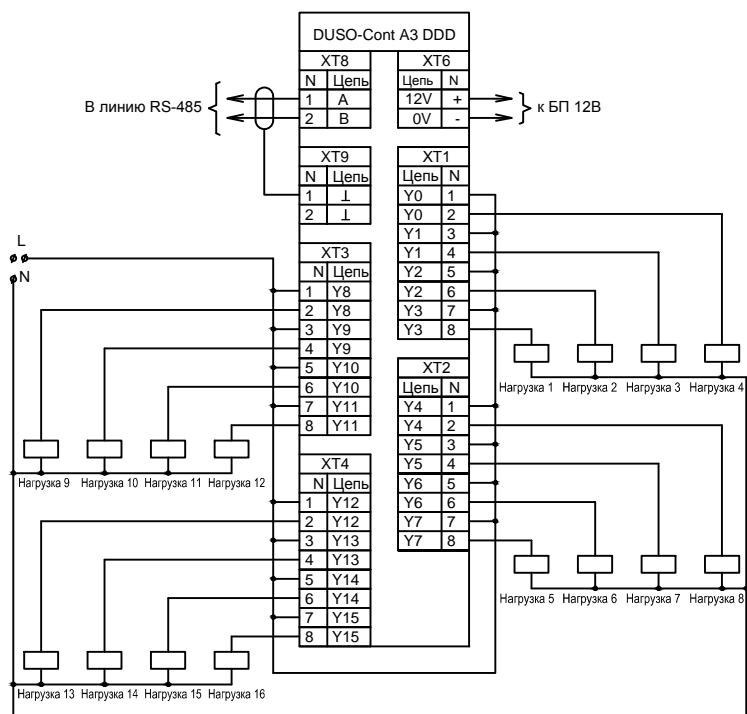 DUSO-Cont A3 DDD
XT8
N Цепь
1 A
2 B
В линию RS-485
XT6
Цепь N
12V +
0V -
к БП 12В
XT9
N Цепь
1 ⊥
2 ⊥
XT1
Цепь N
Y0 1
Y0 2
Y1 3
Y1 4
Y2 5
Y2 6
Y3 7
Y3 8
L
N
XT3
N Цепь
1 Y8
2 Y8
3 Y9
4 Y9
5 Y10
6 Y10
7 Y11
8 Y11
Нагрузка 1 Нагрузка 2 Нагрузка 3 Нагрузка 4
XT2
Цепь N
Y4 1
Y4 2
Y5 3
Y5 4
Y6 5
Y6 6
Y7 7
Y7 8
Нагрузка 9 Нагрузка 10 Нагрузка 11 Нагрузка 12
XT4
N Цепь
1 Y12
2 Y12
3 Y13
4 Y13
5 Y14
6 Y14
7 Y15
8 Y15
Нагрузка 5 Нагрузка 6 Нагрузка 7 Нагрузка 8
Нагрузка 13 Нагрузка 14 Нагрузка 15 Нагрузка 16